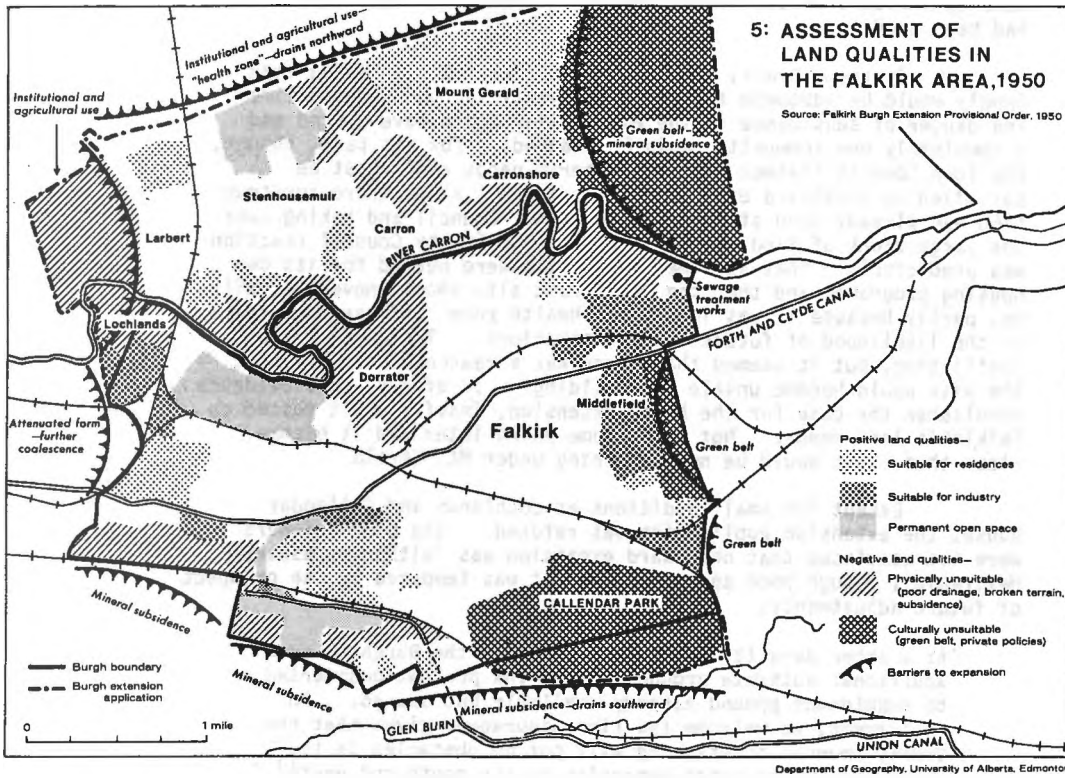 had
5: ASSESSMENT OF
LAND QUALITIES IN
THE FALKIRK AREA, 1950
Source: Falkirk Burgh Extension Provisional Order, 1950
Institutional and agricultural use–
"health zone"–drains northward
Institutional and
agricultural use
Mount Gerald
Green belt–
mineral subsidence
Carronshore
Stenhousemuir
Carron
Larbert
RIVER CARRON
Sewage
treatment
works
FORTH AND CLYDE CANAL
Lochlands
Dorrator
Middlefield
Attenuated form
–further
coalescence
Falkirk
Green belt
Green belt
CALLENDAR PARK
Mineral subsidence
Mineral subsidence
Mineral subsidence–drains southward
GLEN BURN
UNION CANAL
Positive land qualities–
Suitable for residences
Suitable for industry
Permanent open space
Negative land qualities–
Physically unsuitable
(poor drainage, broken terrain,
subsidence)
Culturally unsuitable
(green belt, private policies)
Barriers to expansion
Burgh boundary
Burgh extension
application
0 1 mile
Department of Geography, University of Alberta, Edmonton